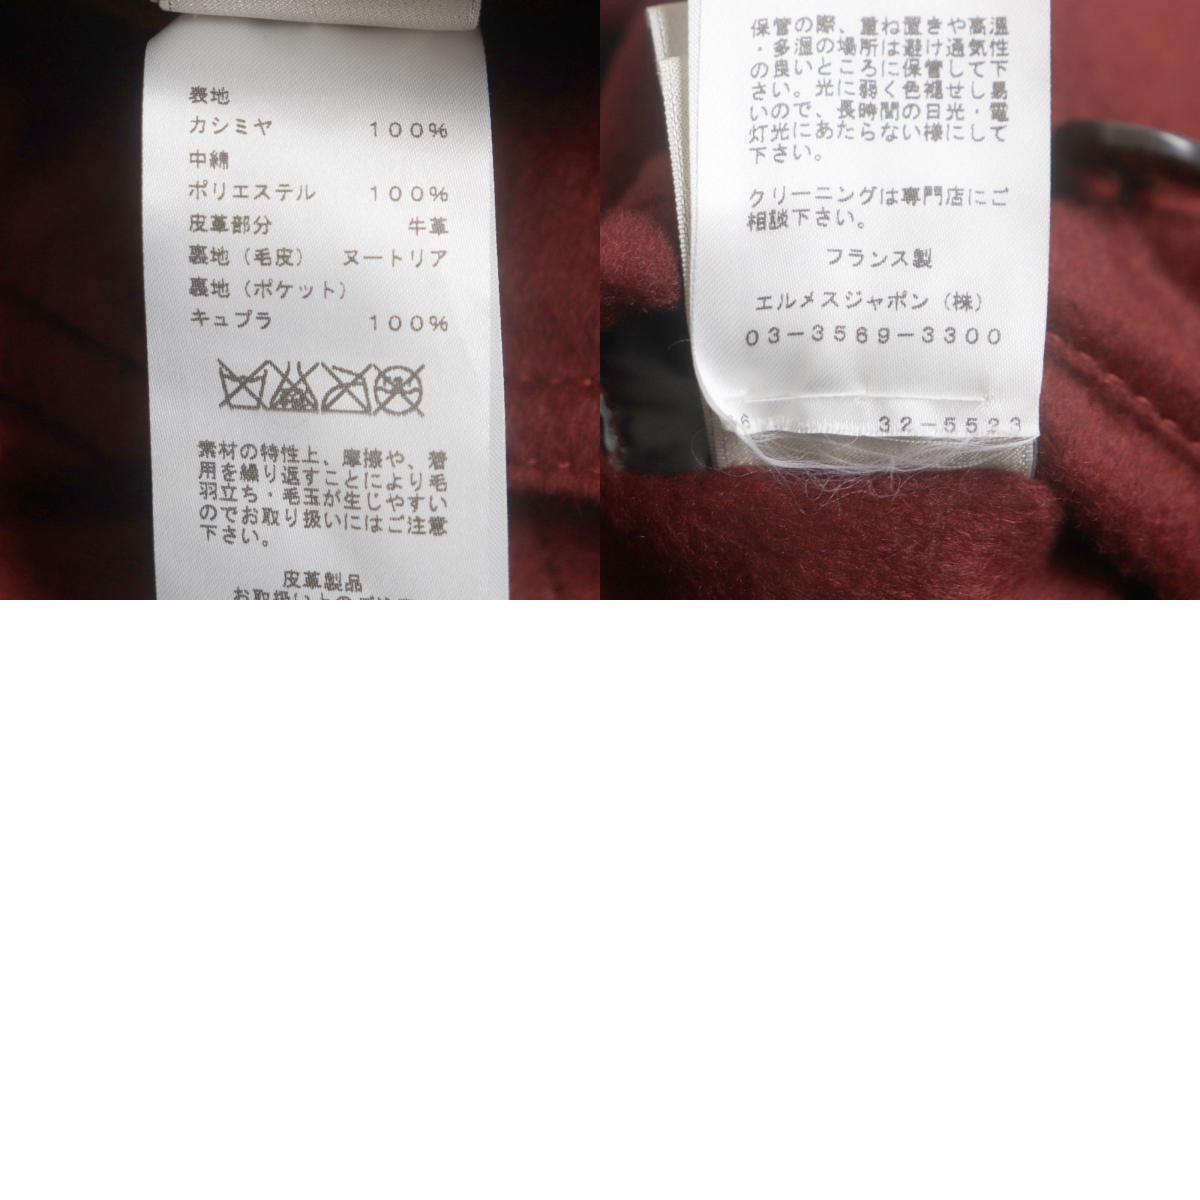 表地
カシミヤ 100%
中綿
ポリエステル 100%
皮革部分 牛革
裏地（毛皮） ヌートリア
裏地（ポケット）
キュプラ 100%
素材の特性上、摩擦や、着
用を繰り返すことにより毛
羽立ち・毛玉が生じやすい
のでお取り扱いにはご注意
下さい。
皮革製品
お取扱い上のご注意
保管の際、重ね置きや高温
・多湿の場所は避け通気性
の良いところに保管して下
さい。光に弱く色褪せし易
いので、長時間の日光・電
灯光にあたらない様にして
下さい。
クリーニングは専門店にご
相談下さい。
フランス製
エルメスジャポン（株）
03-3569-3300
32-5523